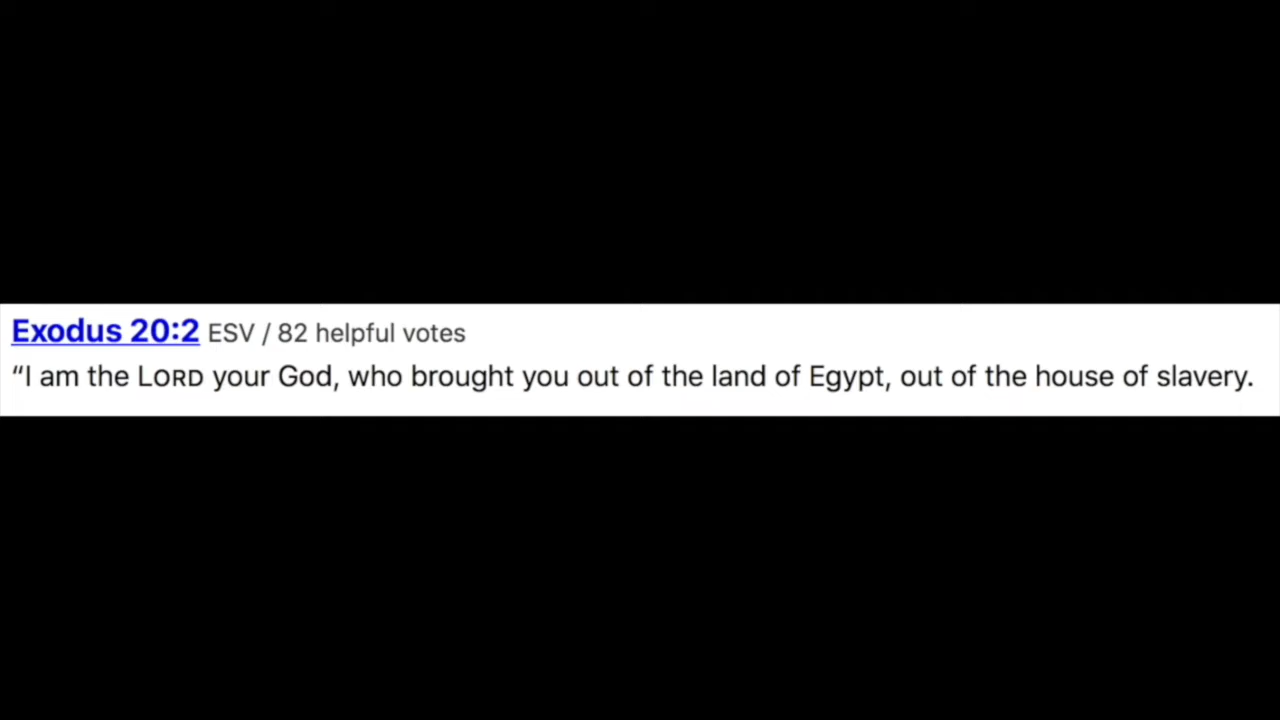 Exodus 20:2 ESV / 82 helpful votes
“I am the LORD your God, who brought you out of the land of Egypt, out of the house of slavery.